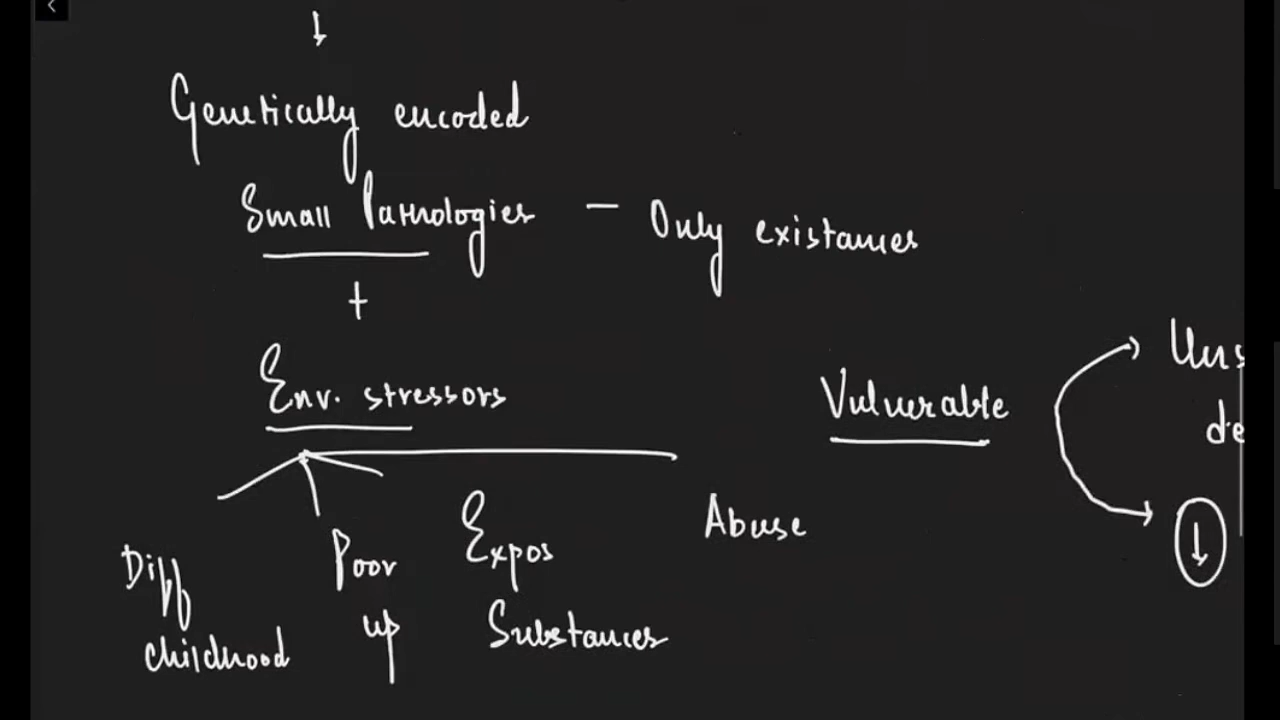 ↓
Genetically encoded
Small Pathologies – Only existances
+
Env. stressors
Vulnerable
Diff childhood
Poor up
Expos Substances
Abuse
↓